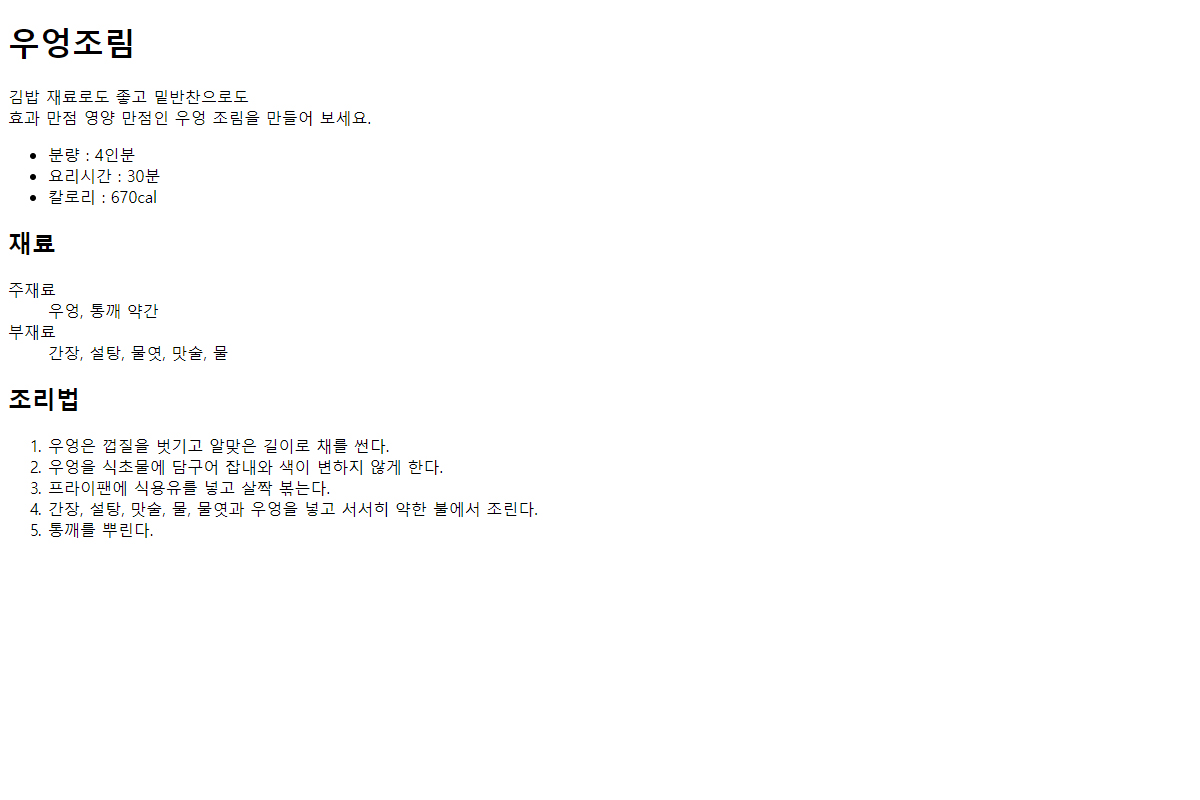 우엉조림
김밥 재료로도 좋고 밑반찬으로도
효과 만점 영양 만점인 우엉 조림을 만들어 보세요.
• 분량 : 4인분
• 요리시간 : 30분
• 칼로리 : 670cal
재료
주재료
우엉, 통깨 약간
부재료
간장, 설탕, 물엿, 맛술, 물
조리법
1. 우엉은 껍질을 벗기고 알맞은 길이로 채를 썬다.
2. 우엉을 식초물에 담구어 잡내와 색이 변하지 않게 한다.
3. 프라이팬에 식용유를 넣고 살짝 볶는다.
4. 간장, 설탕, 맛술, 물, 물엿과 우엉을 넣고 서서히 약한 불에서 조린다.
5. 통깨를 뿌린다.